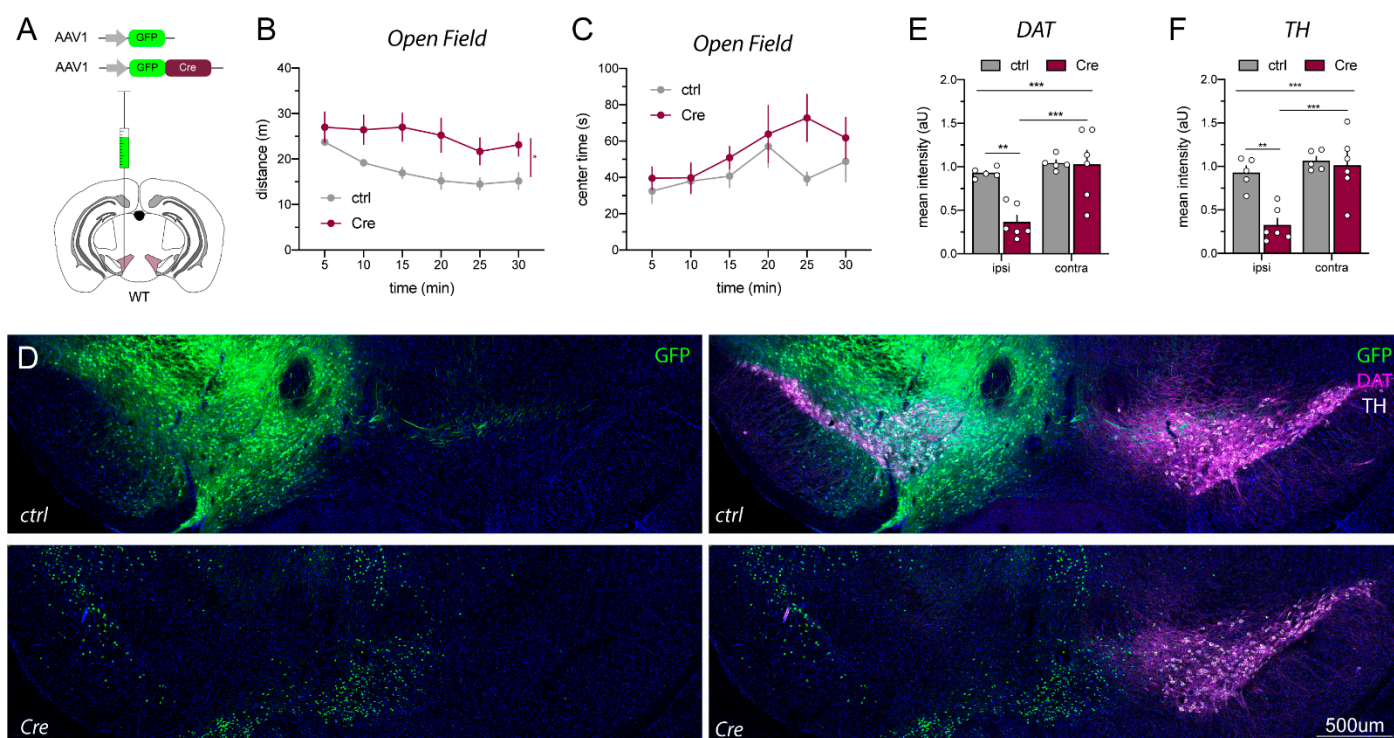 A
AAV1
GFP
AAV1
GFP
Cre
WT
B
Open Field
distance (m)
40
30
20
10
0
ctrl
Cre
5 10 15 20 25 30
time (min)
C
Open Field
center time (s)
100
80
60
40
20
0
ctrl
Cre
5 10 15 20 25 30
time (min)
E
DAT
ctrl Cre
mean intensity (aU)
2.0
1.5
1.0
0.5
0.0
***
***
**
ipsi contra
F
TH
ctrl Cre
mean intensity (aU)
2.0
1.5
1.0
0.5
0.0
***
***
**
ipsi contra
D
GFP
ctrl
GFP
DAT
TH
ctrl
Cre
Cre
500um